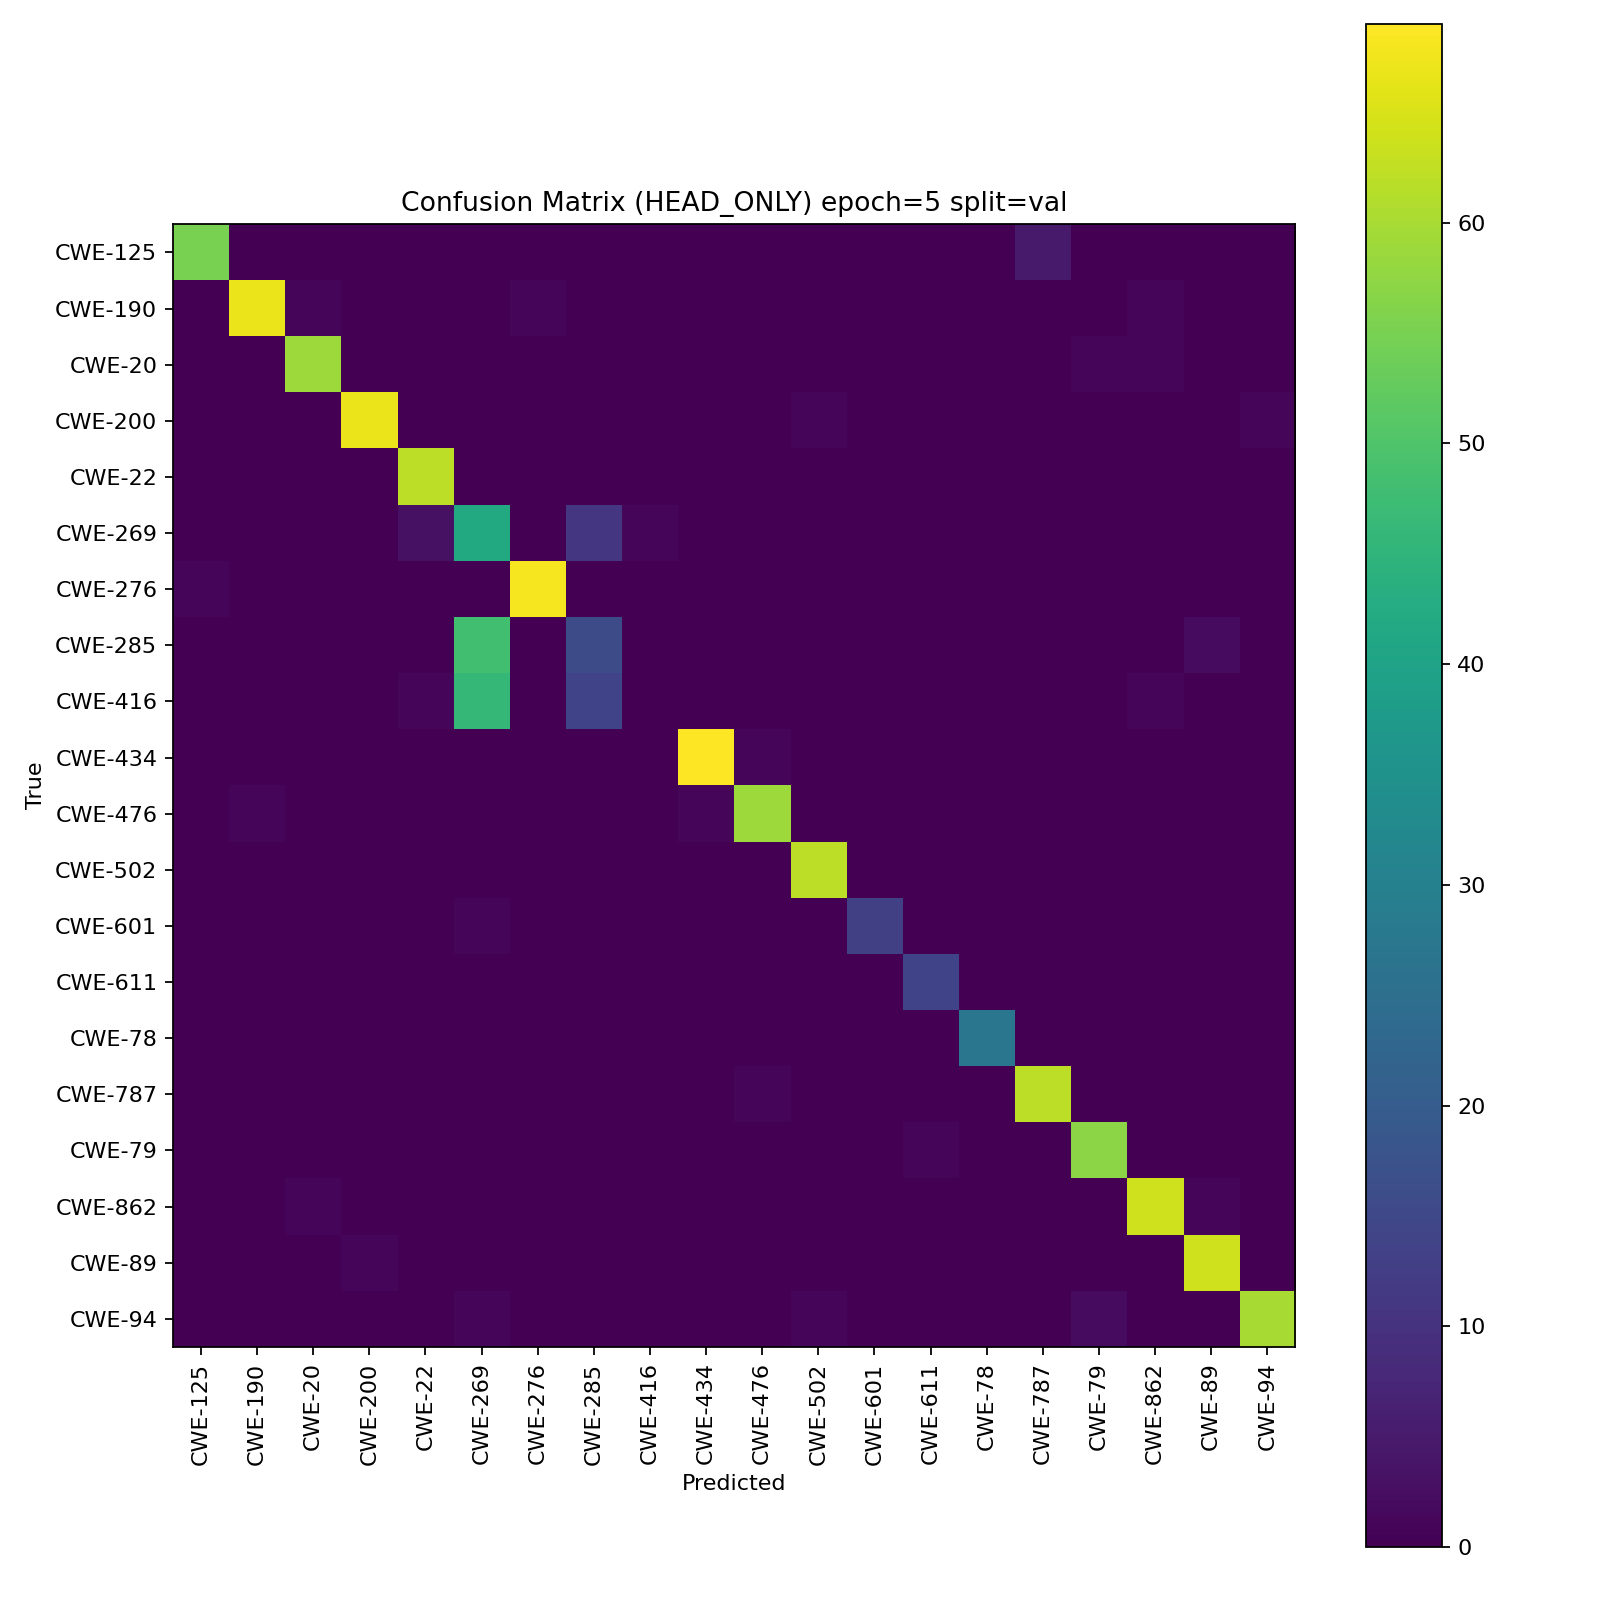 Confusion Matrix (HEAD_ONLY) epoch=5 split=val
True
CWE-125
CWE-190
CWE-20
CWE-200
CWE-22
CWE-269
CWE-276
CWE-285
CWE-416
CWE-434
CWE-476
CWE-502
CWE-601
CWE-611
CWE-78
CWE-787
CWE-79
CWE-862
CWE-89
CWE-94
CWE-125
CWE-190
CWE-20
CWE-200
CWE-22
CWE-269
CWE-276
CWE-285
CWE-416
CWE-434
CWE-476
CWE-502
CWE-601
CWE-611
CWE-78
CWE-787
CWE-79
CWE-862
CWE-89
CWE-94
Predicted
60
50
40
30
20
10
0